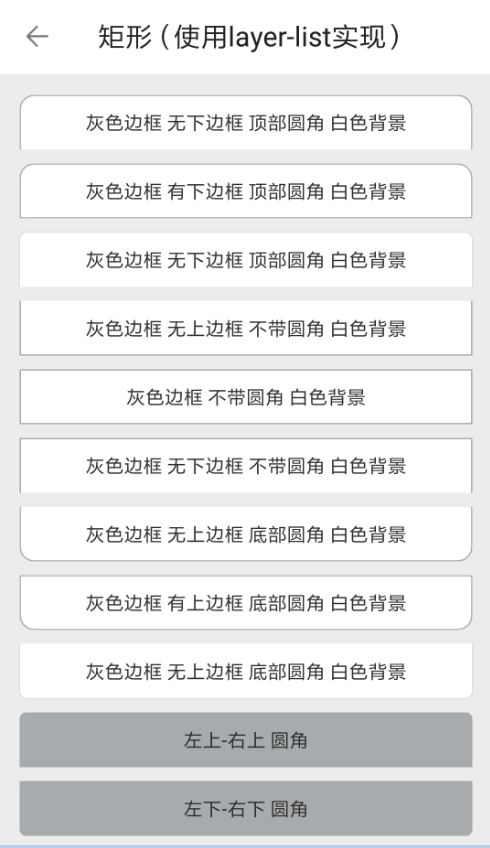 矩形（使用layer-list实现）
灰色边框 无下边框 顶部圆角 白色背景
灰色边框 有下边框 顶部圆角 白色背景
灰色边框 无下边框 顶部圆角 白色背景
灰色边框 无上边框 不带圆角 白色背景
灰色边框 不带圆角 白色背景
灰色边框 无下边框 不带圆角 白色背景
灰色边框 无上边框 底部圆角 白色背景
灰色边框 有上边框 底部圆角 白色背景
灰色边框 无上边框 底部圆角 白色背景
左上-右上 圆角
左下-右下 圆角